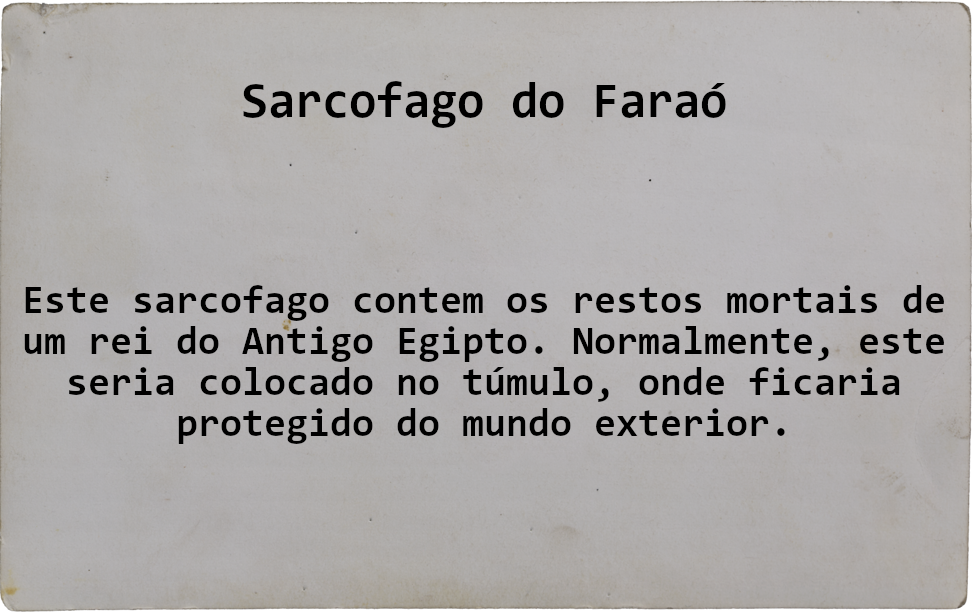 Sarcofago do Faraó
Este sarcofago contem os restos mortais de
um rei do Antigo Egipto. Normalmente, este
seria colocado no túmulo, onde ficaria
protegido do mundo exterior.